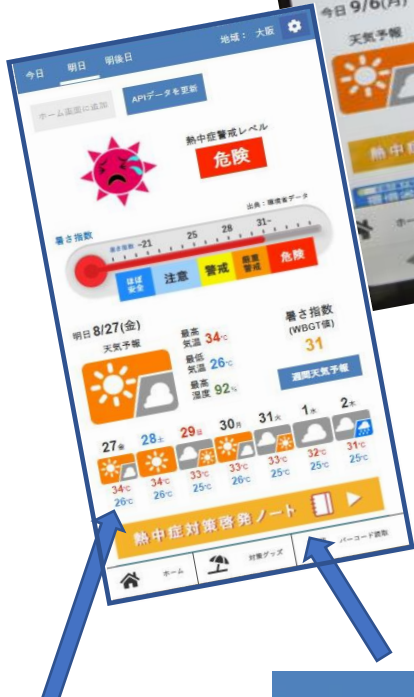 今日 明日 明後日 地域： 大阪
ホーム画面に追加
APIデータを更新
熱中症警戒レベル
危険
出典：環境省データ
暑さ指数
暑さ指数 ~21 25 28 31~
ほぼ安全 注意 警戒 厳重警戒 危険
明日 8/27(金)
天気予報
最高気温 34℃
最低気温 26℃
最高湿度 92%
暑さ指数
(WBGT値)
31
週間天気予報
27金 28土 29日 30月 31火 1水 2木
34℃ 34℃ 33℃ 33℃ 33℃ 32℃ 31℃
26℃ 26℃ 25℃ 26℃ 25℃ 25℃ 25℃
熱中症対策啓発ノート
ホーム 対策グッズ バーコード読取
今日 9/6(月)
天気予報
熱中